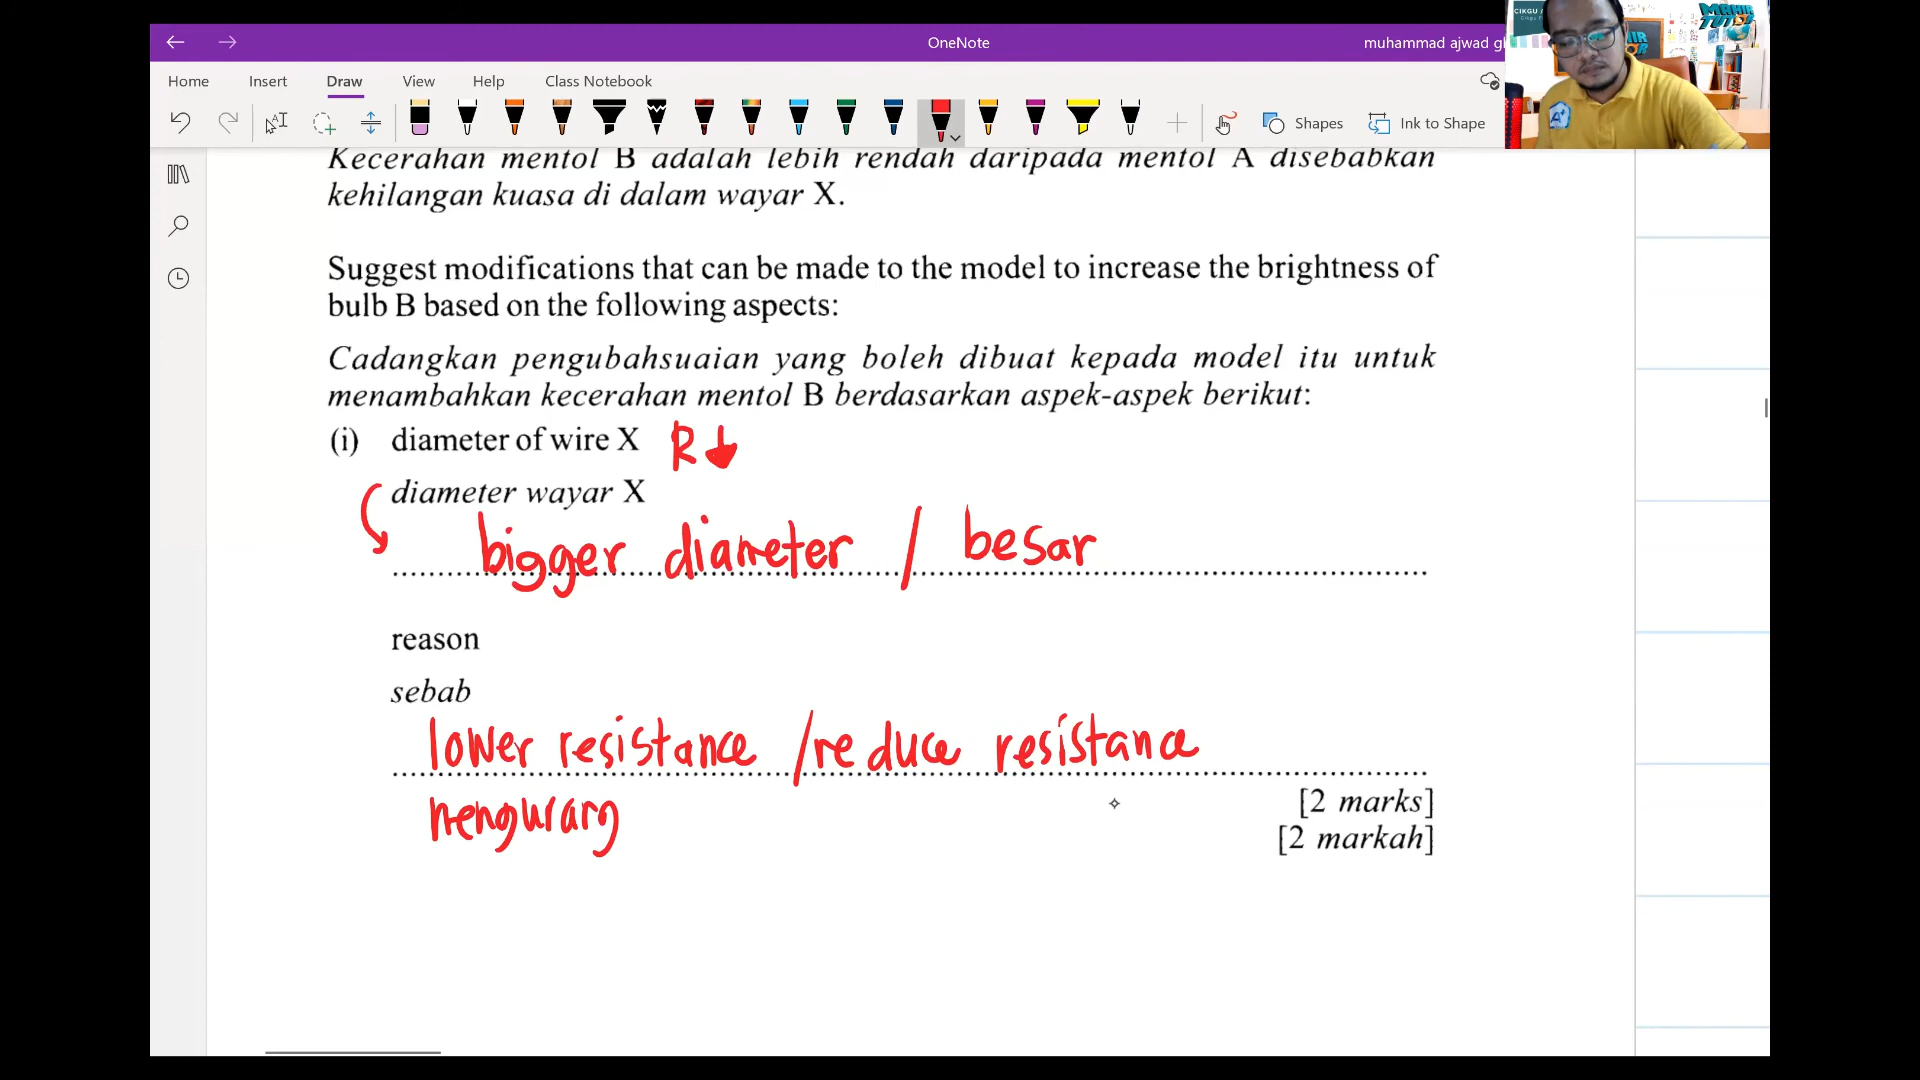 OneNote
muhammad ajwad gh
Home Insert Draw View Help Class Notebook
Shapes Ink to Shape
CIKGU
MAHIR
TUTOR
A+
Kecerahan mentol B adalah lebih rendah daripada mentol A disebabkan
kehilangan kuasa di dalam wayar X.
Suggest modifications that can be made to the model to increase the brightness of
bulb B based on the following aspects:
Cadangkan pengubahsuaian yang boleh dibuat kepada model itu untuk
menambahkan kecerahan mentol B berdasarkan aspek-aspek berikut:
(i) diameter of wire X R ↓
diameter wayar X
bigger diameter / besar
reason
sebab
lower resistance / reduce resistance
mengurang
[2 marks]
[2 markah]